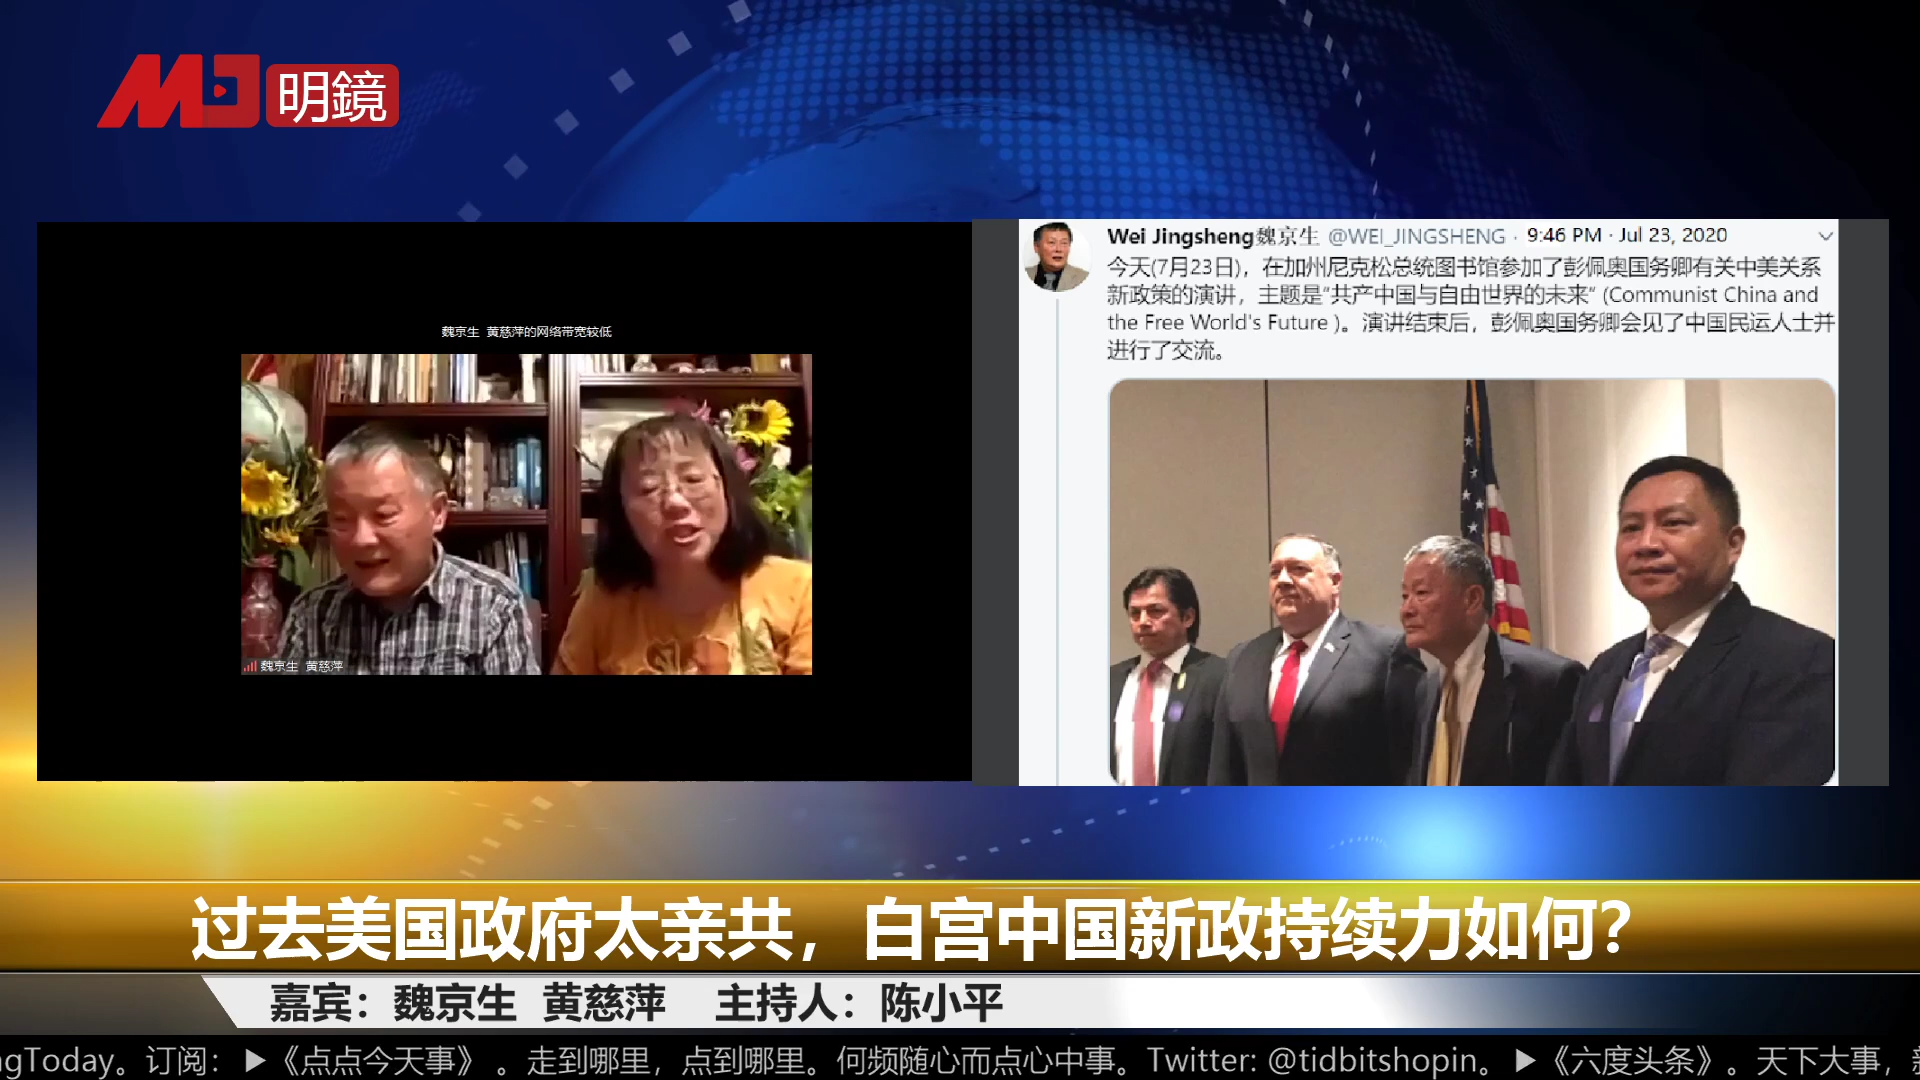 明鏡
魏京生 黄慈萍的网络带宽较低
魏京生 黄慈萍
Wei Jingsheng魏京生 @WEI_JINGSHENG · 9:46 PM · Jul 23, 2020
今天(7月23日)，在加州尼克松总统图书馆参加了彭佩奥国务卿有关中美关系
新政策的演讲，主题是“共产中国与自由世界的未来” (Communist China and
the Free World's Future )。演讲结束后，彭佩奥国务卿会见了中国民运人士并
进行了交流。
过去美国政府太亲共，白宫中国新政持续力如何?
嘉宾：魏京生 黄慈萍 主持人：陈小平
ngToday。订阅：▶《点点今天事》 。走到哪里，点到哪里。何频随心而点心中事。Twitter: @tidbitshopin。▶《六度头条》。天下大事，